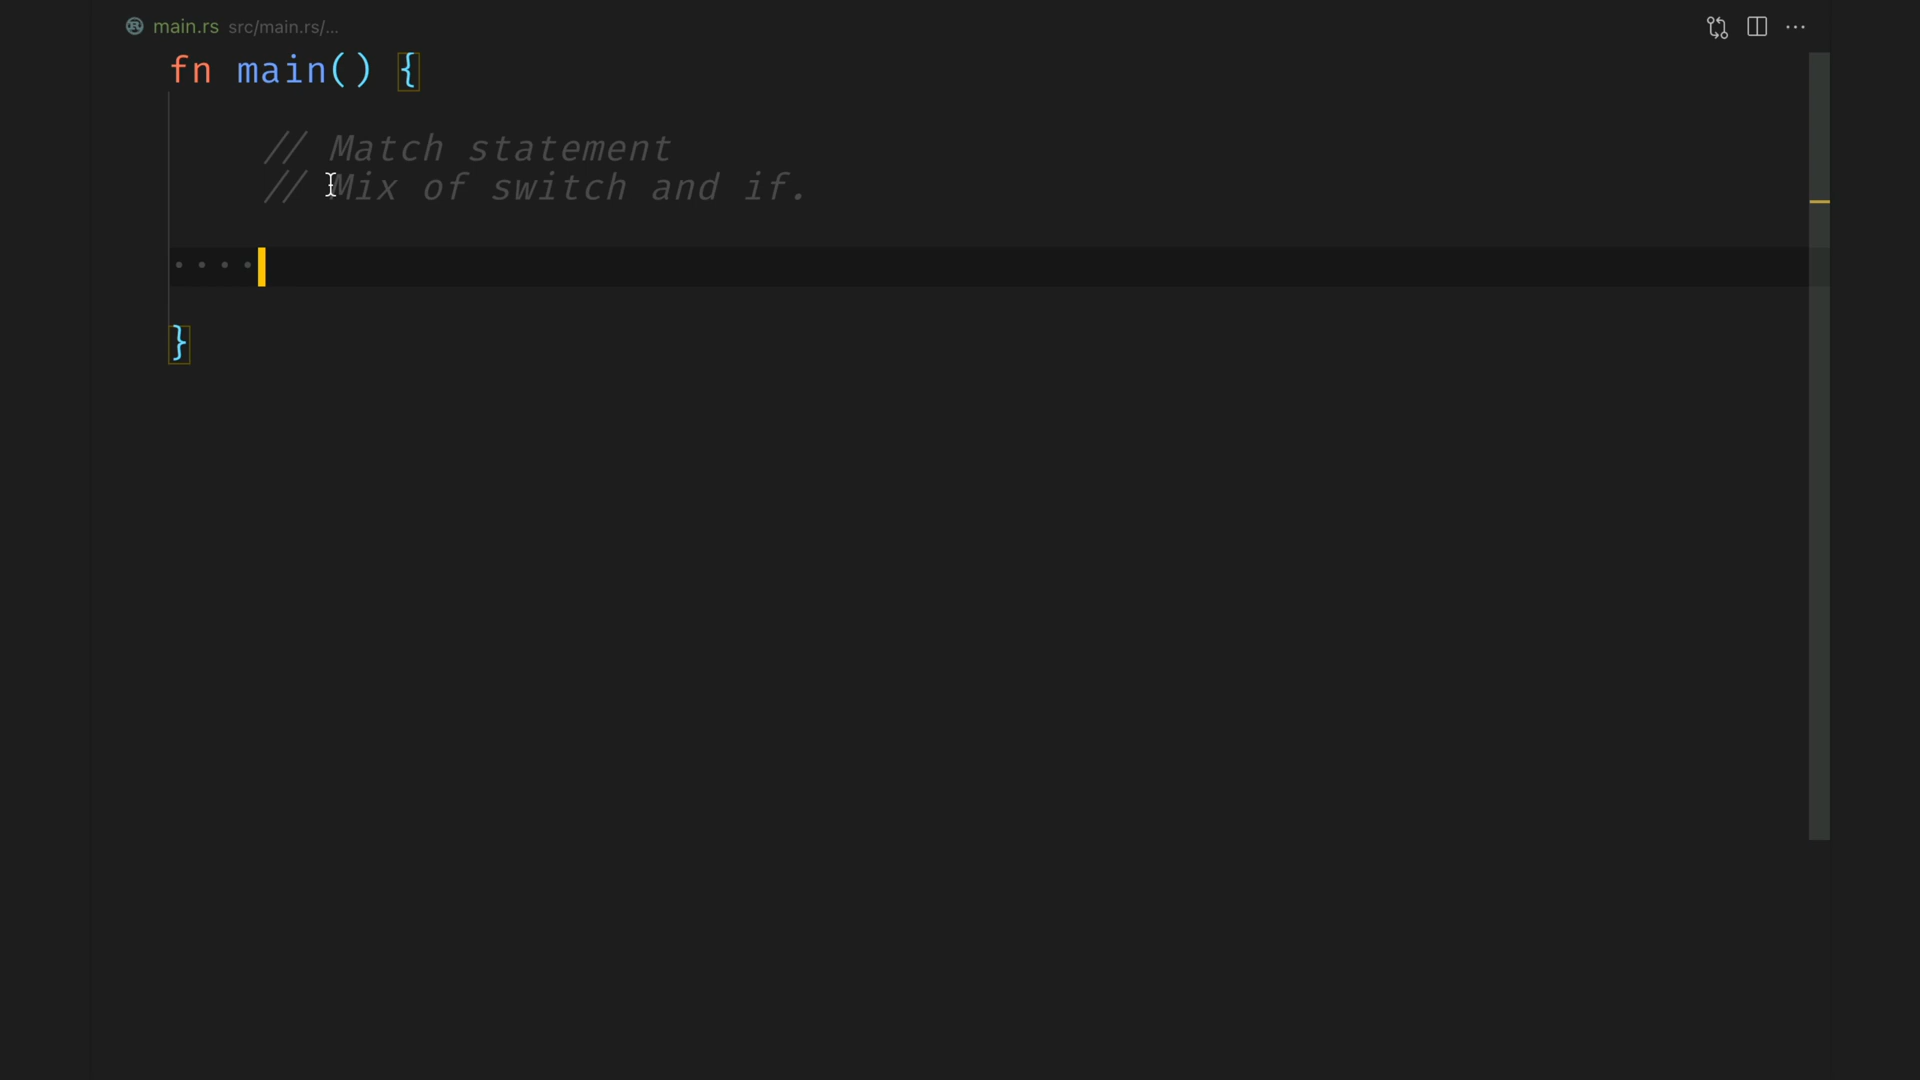 main.rs src/main.rs/...
fn main() {
// Match statement
// Mix of switch and if.
}